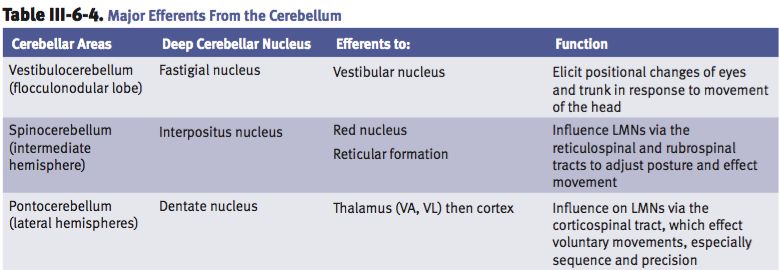 Table III-6-4. Major Efferents From the Cerebellum
Cerebellar Areas Deep Cerebellar Nucleus Efferents to: Function
Vestibulocerebellum Fastigial nucleus Vestibular nucleus Elicit positional changes of eyes
(flocculonodular lobe) and trunk in response to movement
of the head
Spinocerebellum Interpositus nucleus Red nucleus Influence LMNs via the
(intermediate Reticular formation reticulospinal and rubrospinal
hemisphere) tracts to adjust posture and effect
movement
Pontocerebellum Dentate nucleus Thalamus (VA, VL) then cortex Influence on LMNs via the
(lateral hemispheres) corticospinal tract, which effect
voluntary movements, especially
sequence and precision